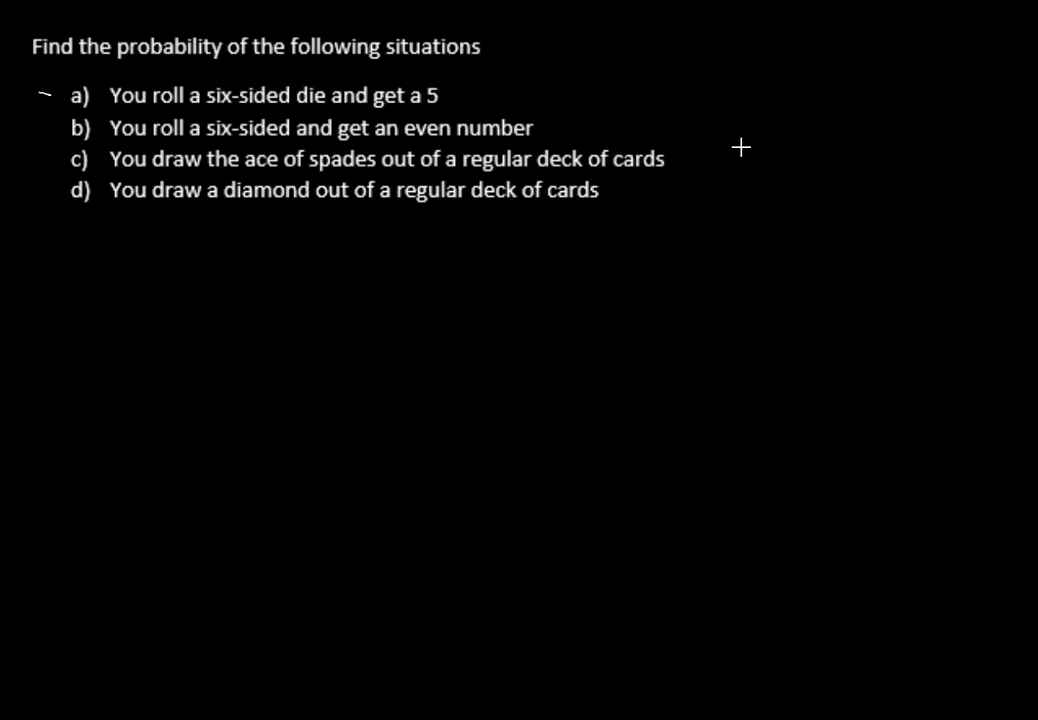 Find the probability of the following situations
a) You roll a six-sided die and get a 5
b) You roll a six-sided and get an even number
c) You draw the ace of spades out of a regular deck of cards
d) You draw a diamond out of a regular deck of cards